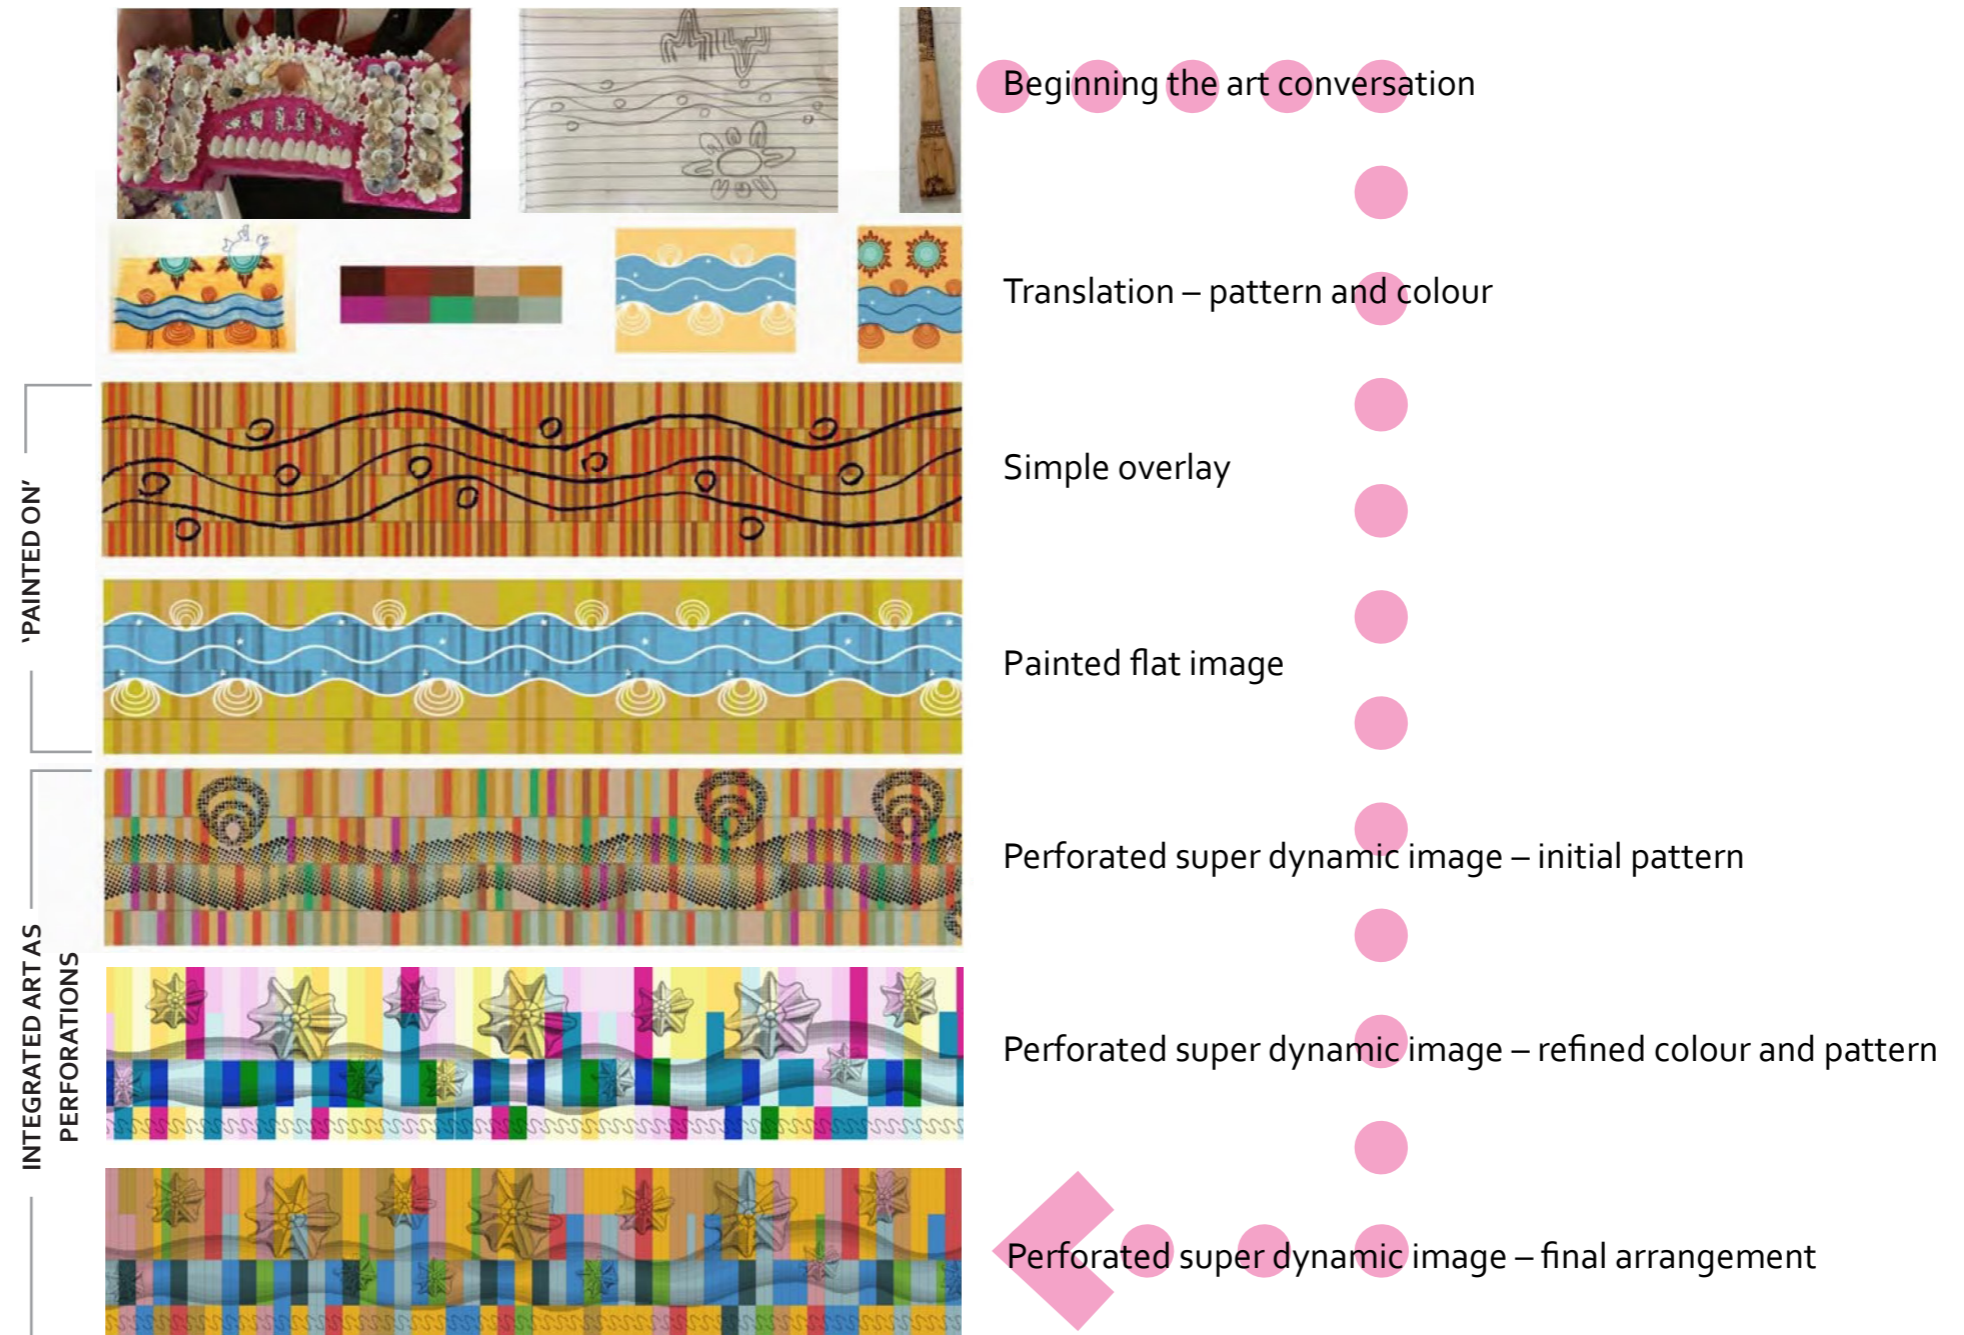 Beginning the art conversation
Translation – pattern and colour
'PAINTED ON'
Simple overlay
Painted flat image
INTEGRATED ART AS
PERFORATIONS
Perforated super dynamic image – initial pattern
Perforated super dynamic image – refined colour and pattern
Perforated super dynamic image – final arrangement